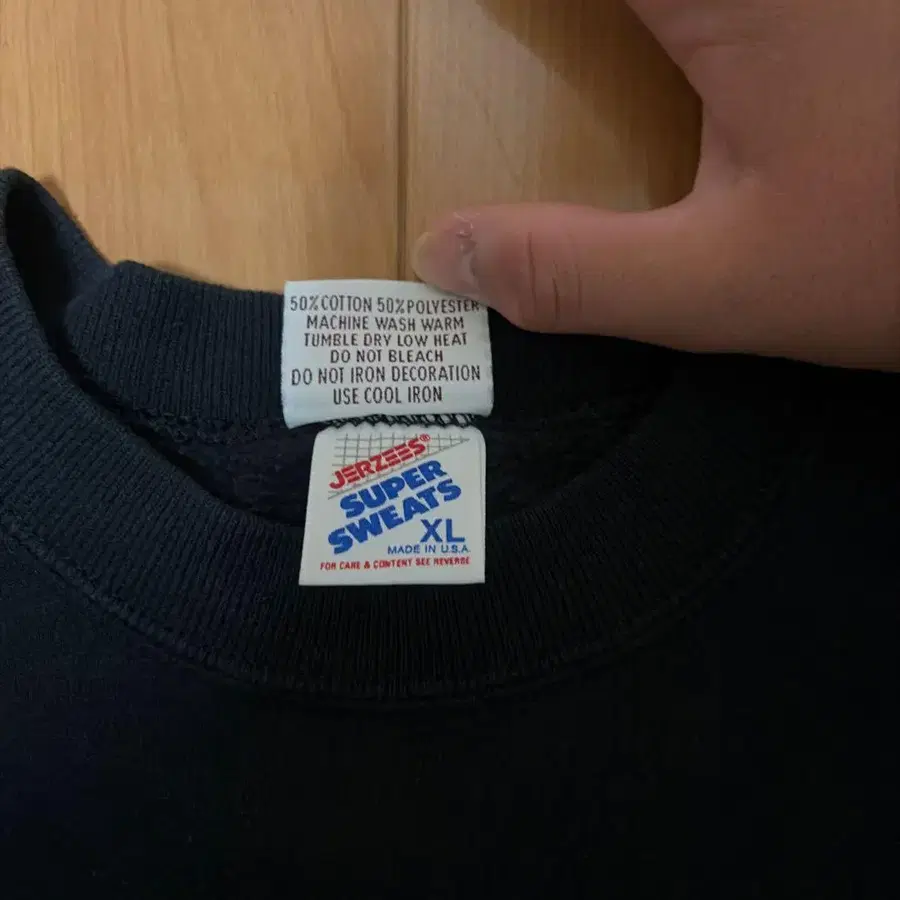 50% COTTON 50% POLYESTER
MACHINE WASH WARM
TUMBLE DRY LOW HEAT
DO NOT BLEACH
DO NOT IRON DECORATION
USE COOL IRON
JERZEES®
SUPER
SWEATS
XL
MADE IN U.S.A.
FOR CARE & CONTENT SEE REVERSE